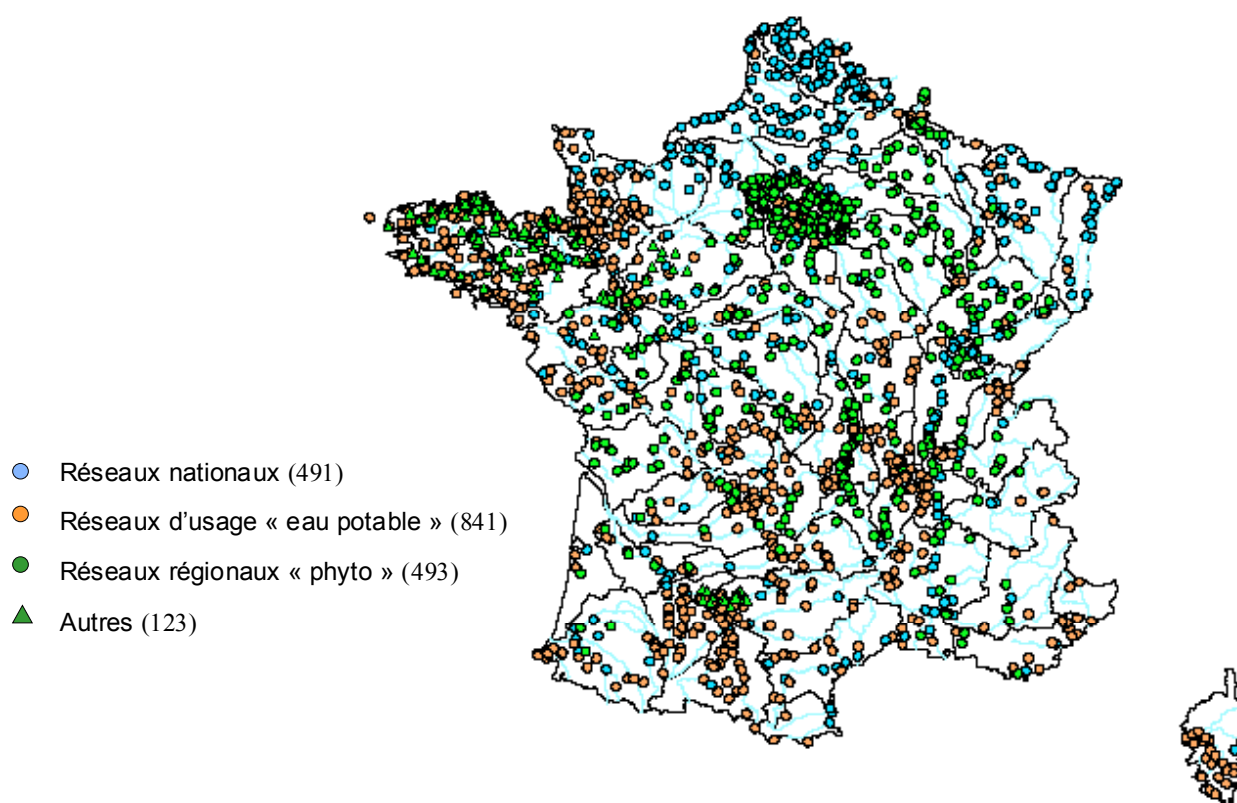 Réseaux nationaux (491)
Réseaux d'usage « eau potable » (841)
Réseaux régionaux « phyto » (493)
Autres (123)